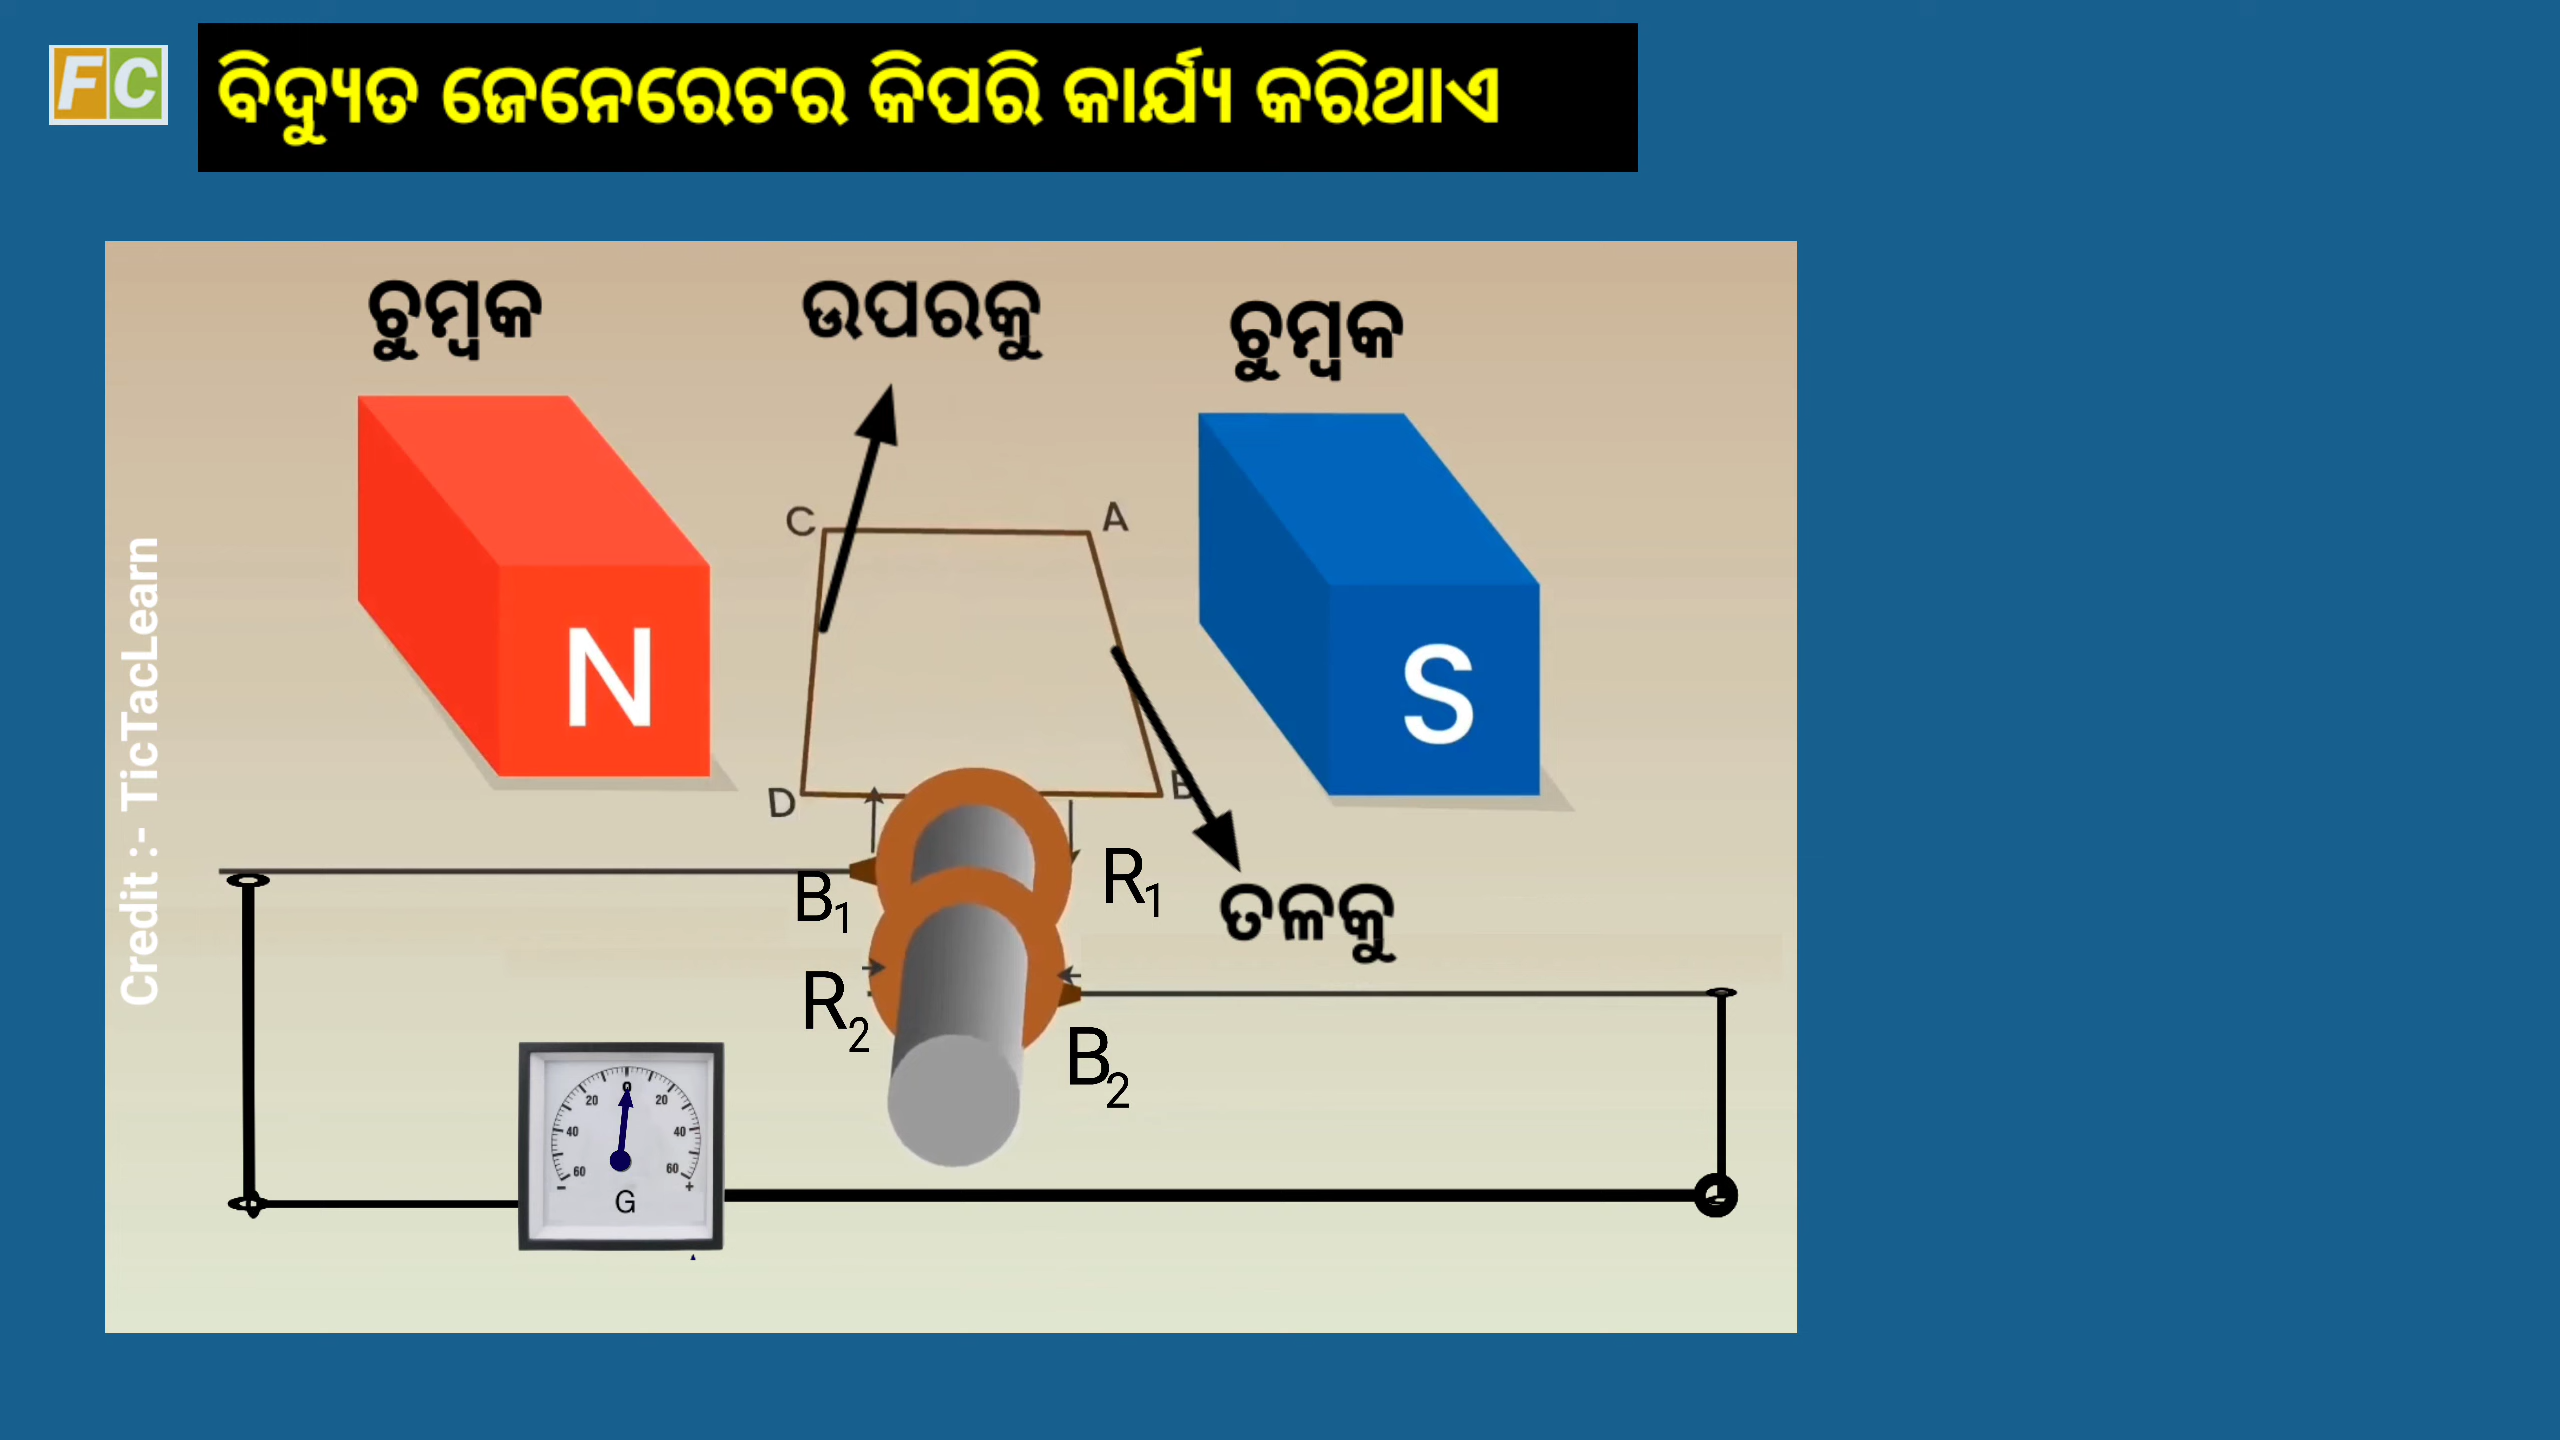 FC
ବିଦ୍ୟୁତ ଜେନେରେଟର କିପରି କାର୍ଯ୍ୟ କରିଥାଏ
ଚୁମ୍ବକ
ଉପରକୁ
ଚୁମ୍ବକ
C
A
N
S
D
B
B1
R1
ତଳକୁ
R2
B2
Credit :- TicTacLearn
0
20
20
40
40
60
60
- +
G